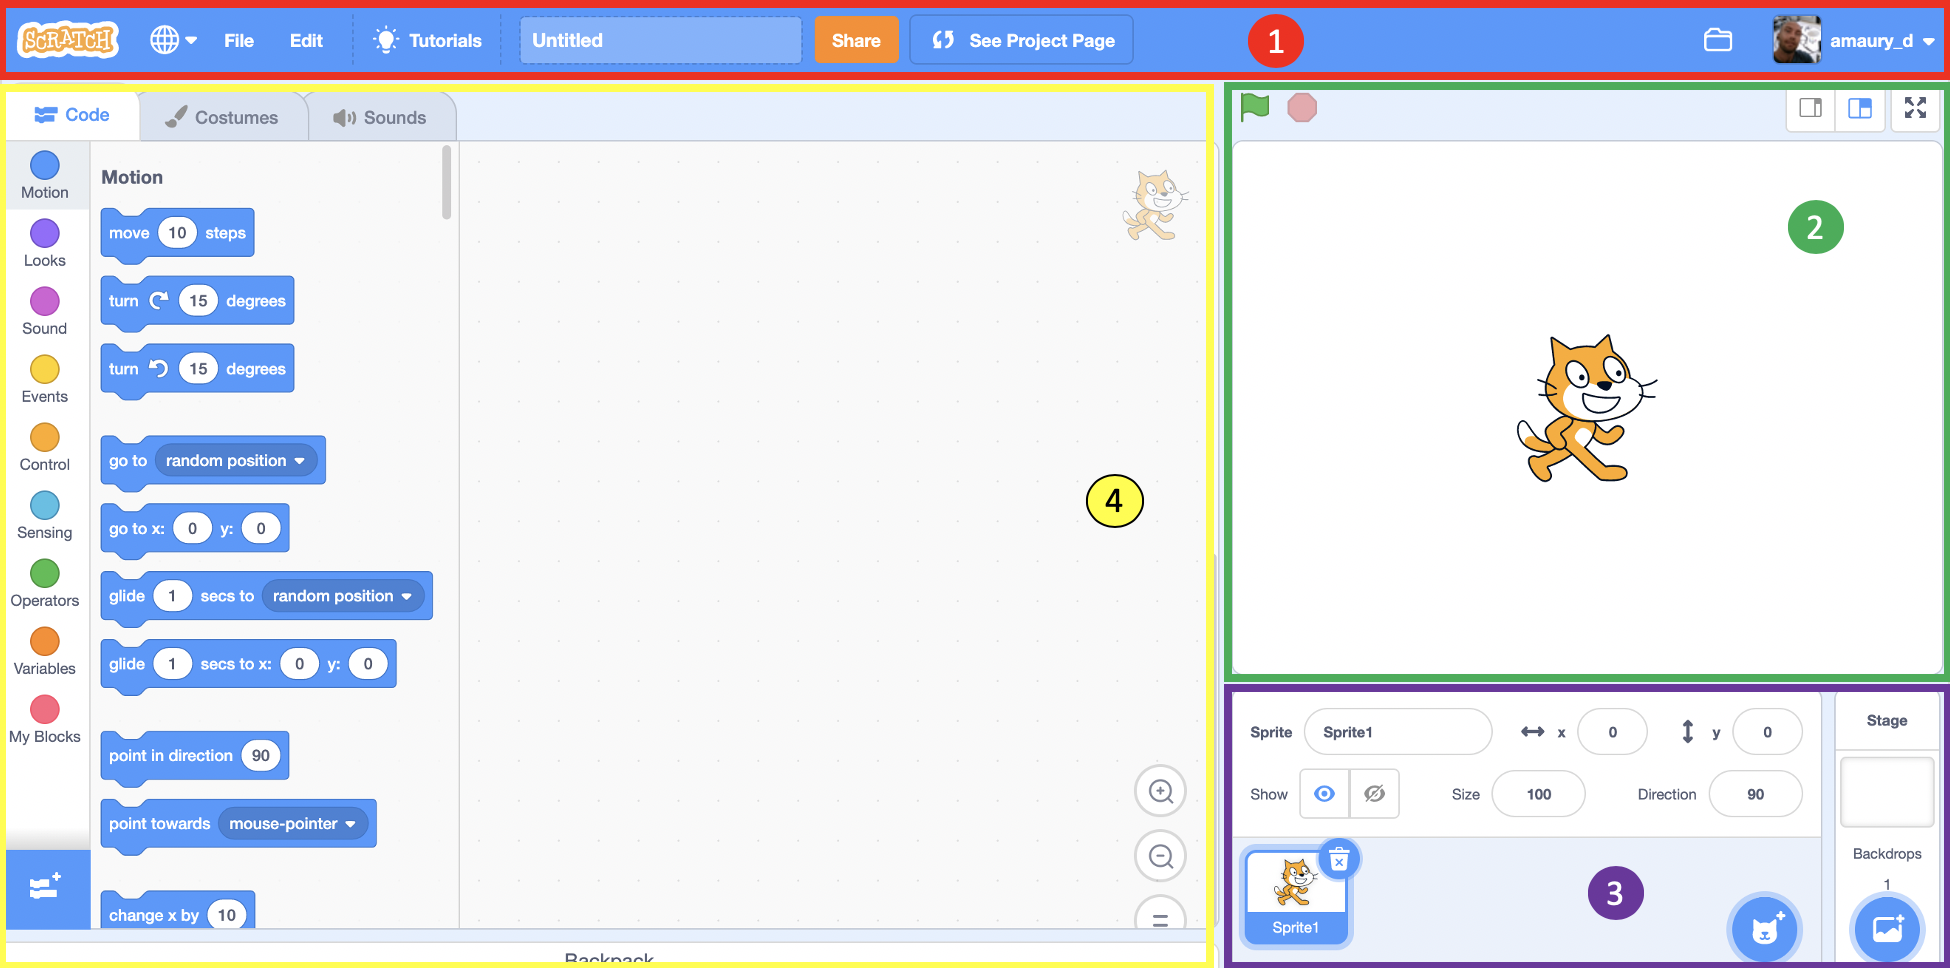 SCRATCH File Edit Tutorials Untitled Share See Project Page 1 amaury_d
Code Costumes Sounds
Motion
Looks
Sound
Events
Control
Sensing
Operators
Variables
My Blocks
Motion
move 10 steps
turn 15 degrees
turn 15 degrees
go to random position
go to x: 0 y: 0
glide 1 secs to random position
glide 1 secs to x: 0 y: 0
point in direction 90
point towards mouse-pointer
change x by 10
4
Backpack
2
Sprite Sprite1 x 0 y 0
Show Size 100 Direction 90
Sprite1
3
Stage
Backdrops
1